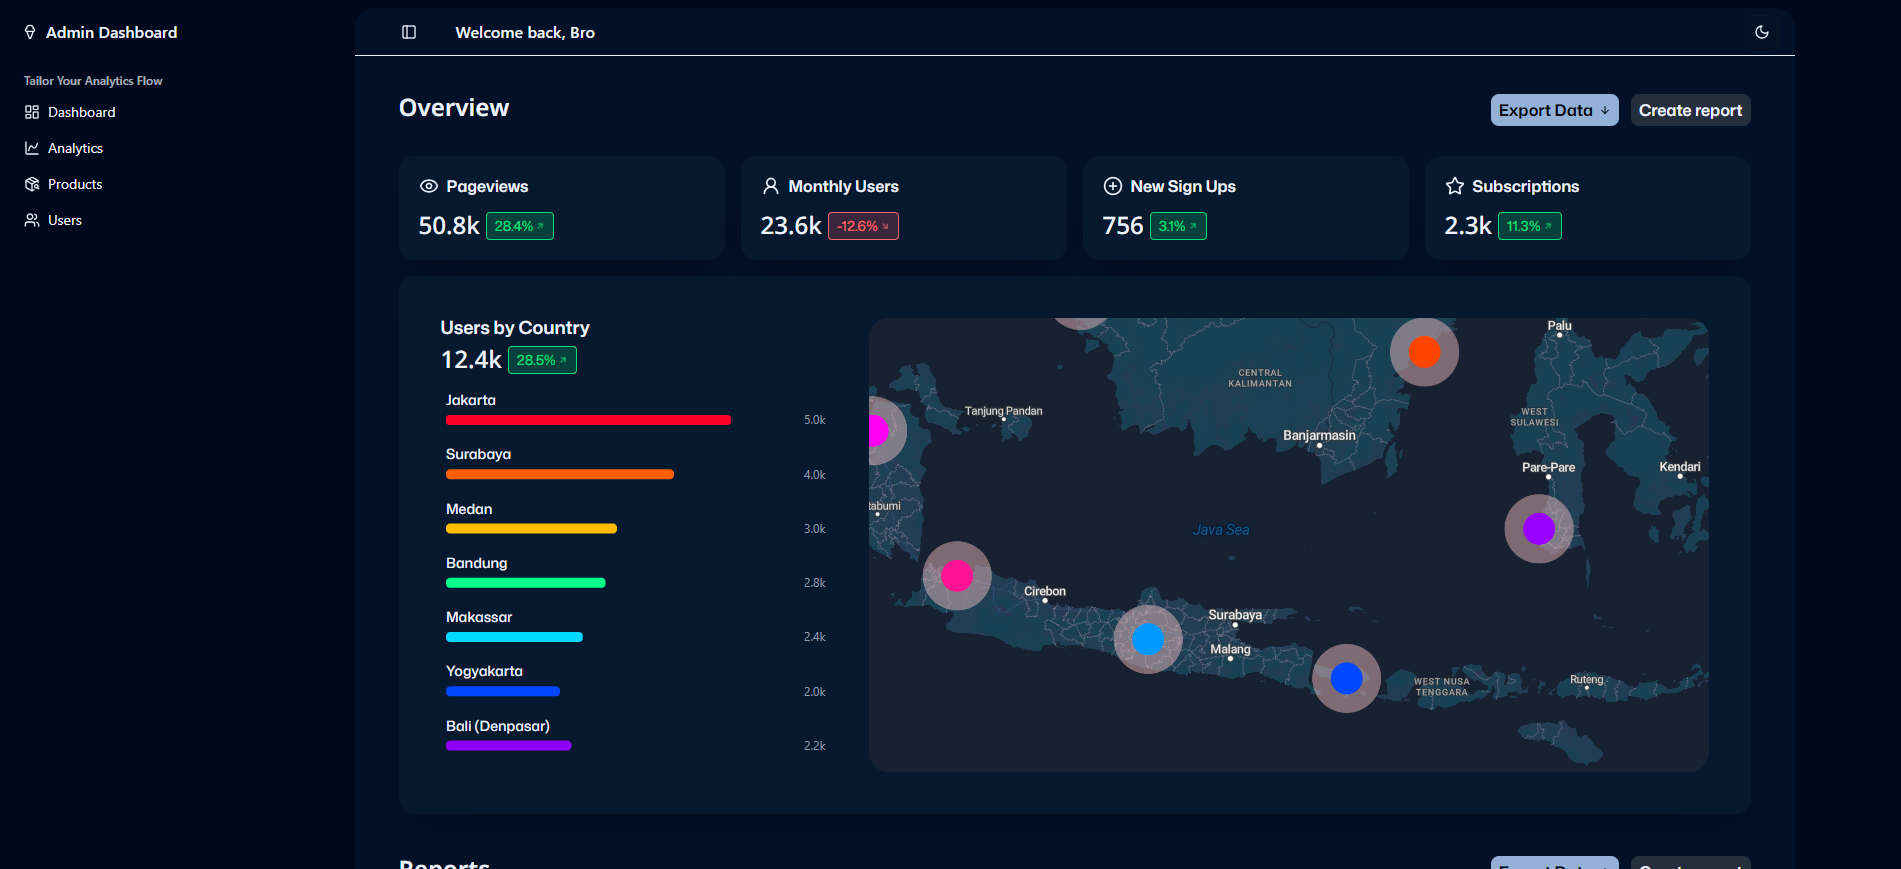 Admin Dashboard
Tailor Your Analytics Flow
Dashboard
Analytics
Products
Users
Welcome back, Bro
Overview
Export Data ↓
Create report
Pageviews
50.8k 28.4%
Monthly Users
23.6k -12.6%
New Sign Ups
756 3.1%
Subscriptions
2.3k 11.3%
Users by Country
12.4k 28.5%
Jakarta
5.0k
Surabaya
4.0k
Medan
3.0k
Bandung
2.8k
Makassar
2.4k
Yogyakarta
2.0k
Bali (Denpasar)
2.2k
Palu
CENTRAL
KALIMANTAN
Tanjung Pandan
WEST
SULAWESI
Banjarmasin
Pare-Pare
Kendari
tabumi
Java Sea
Cirebon
Surabaya
Malang
WEST NUSA
TENGGARA
Ruteng
Reports